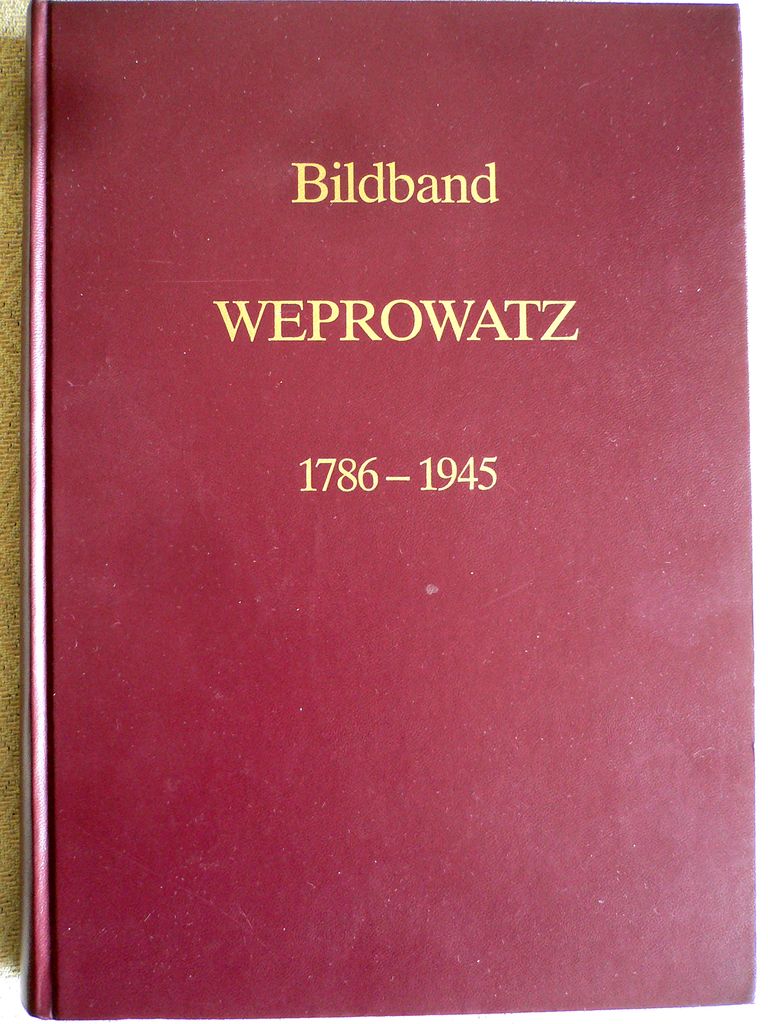 Bildband
WEPROWATZ
1786 – 1945